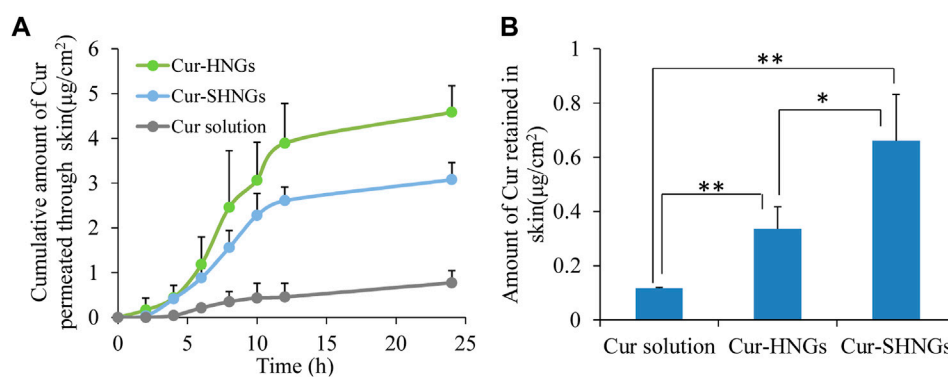 A
Cumulative amount of Cur
permeated through skin(μg/cm²)
6
5
4
3
2
1
0
Cur-HNGs
Cur-SHNGs
Cur solution
0 5 10 15 20 25
Time (h)
B
Amount of Cur retained in
skin(μg/cm²)
1
0.8
0.6
0.4
0.2
0
**
*
**
Cur solution Cur-HNGs Cur-SHNGs